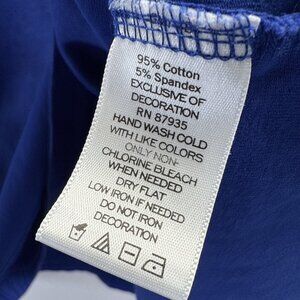 95% Cotton
5% Spandex
EXCLUSIVE OF
DECORATION
RN 87935
HAND WASH COLD
WITH LIKE COLORS
ONLY NON-
CHLORINE BLEACH
WHEN NEEDED
DRY FLAT
LOW IRON IF NEEDED
DO NOT IRON
DECORATION